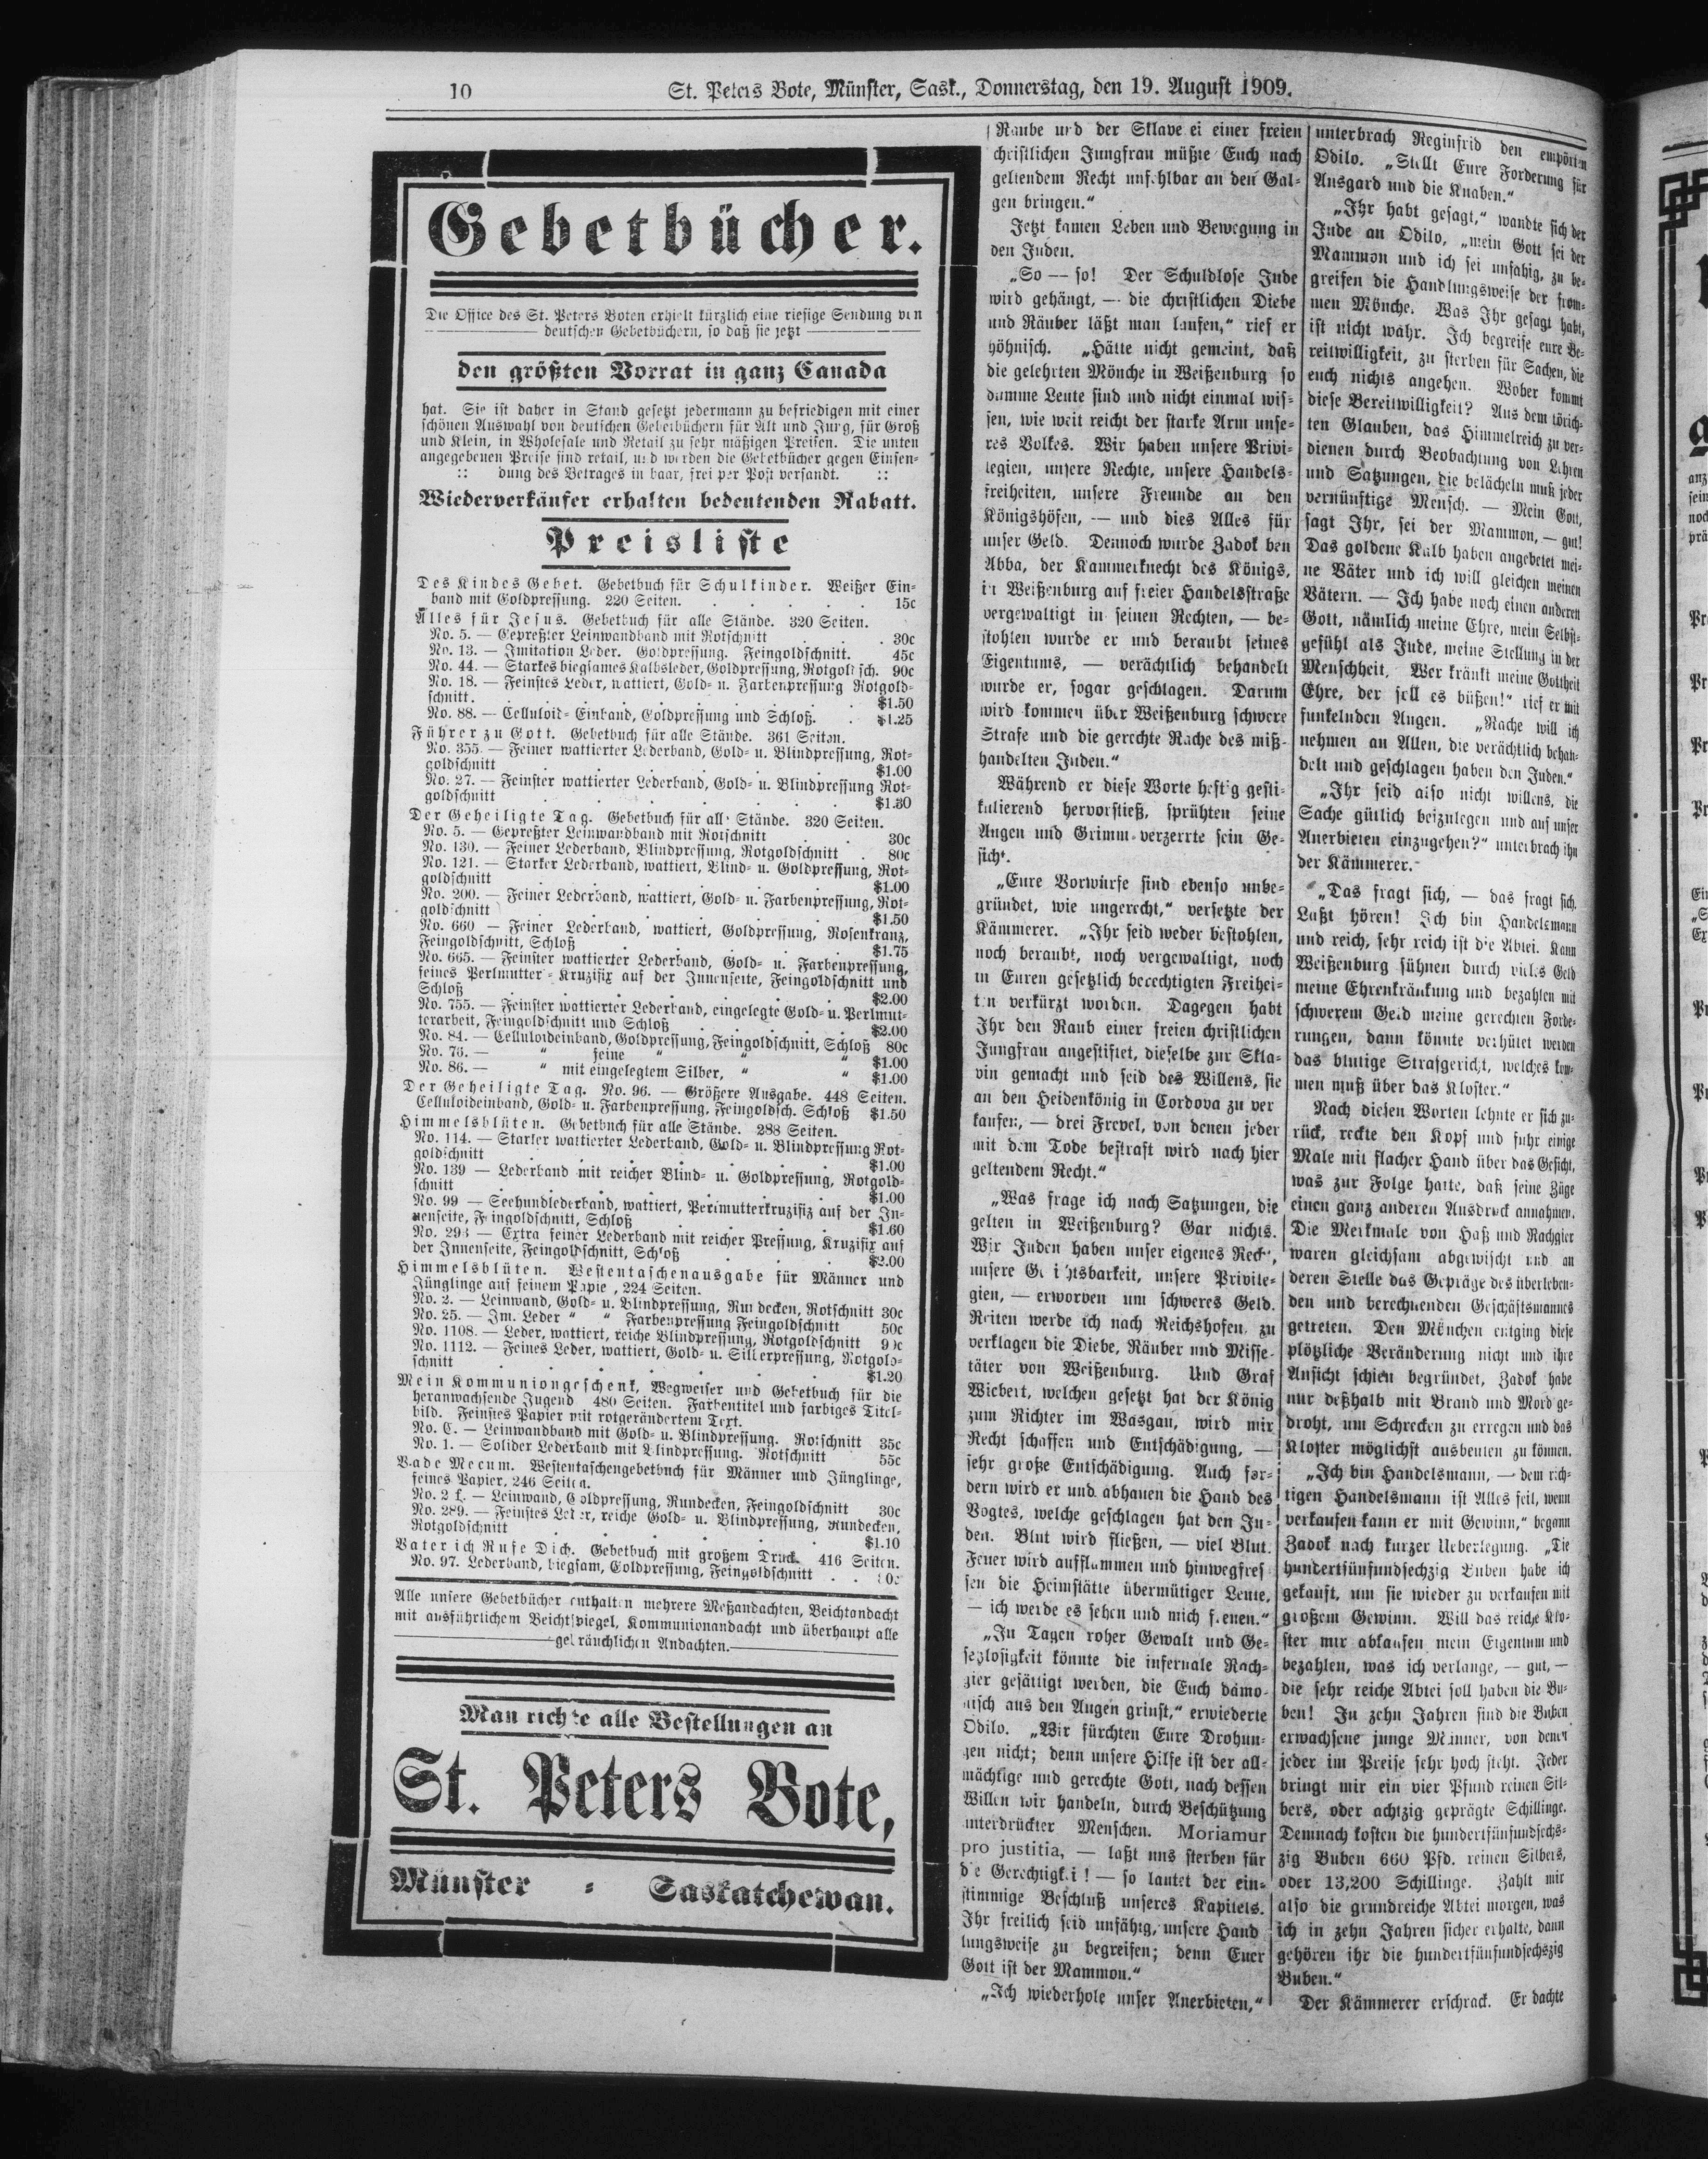 10
St. Peters Bote, Münster, Sask., Donnerstag, den 19. August 1909.
Gebetbücher.
Die Office des St. Peters Boten erhielt kürzlich eine riesige Sendung von
deutschen Gebetbüchern, so daß sie jetzt
den größten Vorrat in ganz Canada
hat. Sie ist daher in Stand gesetzt jedermann zu befriedigen mit einer
schönen Auswahl von deutschen Gebetbüchern für Alt und Jung, für Groß
und Klein, in Wholesale und Retail zu sehr mäßigen Preisen. Die unten
angegebenen Preise sind retail, und werden die Gebetbücher gegen Einsen-
:: dung des Betrages in baar, frei per Post versandt. ::
Wiederverkäufer erhalten bedeutenden Rabatt.
Preisliste
Des Kindes Gebet. Gebetbuch für Schulkinder. Weißer Ein-
band mit Goldpressung. 220 Seiten. . . . . . 15c
Alles für Jesus. Gebetbuch für alle Stände. 320 Seiten.
No. 5. — Gepreßter Leinwandband mit Rotschnitt . . . 30c
No. 13. — Imitation Leder. Goldpressung. Feingoldschnitt. 45c
No. 44. — Starkes biegsames Kalbsleder, Goldpressung, Rotgoldsch. 90c
No. 18. — Feinstes Leder, wattiert, Gold- u. Farbenpressung Rotgold-
schnitt. . . . . . . . $1.50
No. 88. — Celluloid-Einband, Goldpressung und Schloß. . $1.25
Führer zu Gott. Gebetbuch für alle Stände. 361 Seiten.
No. 355. — Feiner wattierter Lederband, Gold- u. Blindpressung, Rot-
goldschnitt . . . . . . $1.00
No. 27. — Feinster wattierter Lederband, Gold- u. Blindpressung Rot-
goldschnitt . . . . . . $1.30
Der Geheiligte Tag. Gebetbuch für alle Stände. 320 Seiten.
No. 5. — Gepreßter Leinwandband mit Rotschnitt . . 30c
No. 130. — Feiner Lederband, Blindpressung, Rotgoldschnitt . 80c
No. 121. — Starker Lederband, wattiert, Blind- u. Goldpressung, Rot-
goldschnitt . . . . . . $1.00
No. 200. — Feiner Lederband, wattiert, Gold- u. Farbenpressung, Rot-
goldschnitt . . . . . . $1.50
No. 660 — Feiner Lederband, wattiert, Goldpressung, Rosenkranz,
Feingoldschnitt, Schloß . . . . . $1.75
No. 665. — Feinster wattierter Lederband, Gold- u. Farbenpressung,
feines Perlmutter-Kruzifix auf der Innenseite, Feingoldschnitt und
Schloß . . . . . . $2.00
No. 755. — Feinster wattierter Lederband, eingelegte Gold- u. Perlmut-
terarbeit, Feingoldschnitt und Schloß . . . . $2.00
No. 84. — Celluloideinband, Goldpressung, Feingoldschnitt, Schloß 80c
No. 76. — „ feine „ „ „ $1.00
No. 86. — „ mit eingelegtem Silber, „ „ $1.00
Der Geheiligte Tag. No. 96. — Größere Ausgabe. 448 Seiten.
Celluloideinband, Gold- u. Farbenpressung, Feingoldsch. Schloß $1.50
Himmelsblüten. Gebetbuch für alle Stände. 288 Seiten.
No. 114. — Starker wattierter Lederband, Gold- u. Blindpressung Rot-
goldschnitt . . . . . . $1.00
No. 139 — Lederband mit reicher Blind- u. Goldpressung, Rotgold-
schnitt . . . . . . $1.00
No. 99 — Seehundlederband, wattiert, Perlmutterkruzifix auf der In-
nenseite, Feingoldschnitt, Schloß . . . . $1.60
No. 293 — Extra feiner Lederband mit reicher Pressung, Kruzifix auf
der Innenseite, Feingoldschnitt, Schloß . . . $2.00
Himmelsblüten. Westentaschenausgabe für Männer und
Jünglinge auf feinem Papier, 224 Seiten.
No. 2. — Leinwand, Gold- u. Blindpressung, Rundecken, Rotschnitt 30c
No. 25. — Im. Leder „ „ Farbenpressung Feingoldschnitt 50c
No. 1108. — Leder, wattiert, reiche Blindpressung, Rotgoldschnitt 90c
No. 1112. — Feines Leder, wattiert, Gold- u. Silberpressung, Rotgold-
schnitt . . . . . . $1.20
Mein Kommuniongeschenk, Wegweiser und Gebetbuch für die
heranwachsende Jugend 480 Seiten. Farbentitel und farbiges Titel-
bild. Feinstes Papier mit rotgerändertem Text.
No. C. — Leinwandband mit Gold- u. Blindpressung. Rotschnitt 35c
No. 1. — Solider Lederband mit Blindpressung. Rotschnitt 55c
Vade Mecum. Westentaschengebetbuch für Männer und Jünglinge,
feines Papier, 246 Seiten.
No. 2 f. — Leinwand, Goldpressung, Rundecken, Feingoldschnitt 30c
No. 289. — Feinstes Leder, reiche Gold- u. Blindpressung, Rundecken,
Rotgoldschnitt . . . . . . $1.10
Vater ich Rufe Dich. Gebetbuch mit großem Druck. 416 Seiten.
No. 97. Lederband, biegsam, Goldpressung, Feingoldschnitt . .
Alle unsere Gebetbücher enthalten mehrere Meßandachten, Beichtandacht
mit ausführlichem Beichtspiegel, Kommunionandacht und überhaupt alle
gebräuchlichen Andachten.
Man richte alle Bestellungen an
St. Peters Bote,
Münster - Saskatchewan.
Raube und der Sklaverei einer freien
christlichen Jungfrau müßte Euch nach
geltendem Recht unfehlbar an den Gal-
gen bringen.“
Jetzt kamen Leben und Bewegung in
den Juden.
„So — so! Der Schuldlose Jude
wird gehängt, — die christlichen Diebe
und Räuber läßt man laufen,“ rief er
höhnisch. „Hätte nicht gemeint, daß
die gelehrten Mönche in Weißenburg so
dumme Leute sind und nicht einmal wis-
sen, wie weit reicht der starke Arm unse-
res Volkes. Wir haben unsere Privi-
legien, unsere Rechte, unsere Handels-
freiheiten, unsere Freunde an den
Königshöfen, — und dies Alles für
unser Geld. Dennoch wurde Zadok ben
Abba, der Kammerknecht des Königs,
in Weißenburg auf freier Handelsstraße
vergewaltigt in seinen Rechten, — be-
stohlen wurde er und beraubt seines
Eigentums, — verächtlich behandelt
wurde er, sogar geschlagen. Darum
wird kommen über Weißenburg schwere
Strafe und die gerechte Rache des miß-
handelten Juden.“
Während er diese Worte heftig gesti-
kulierend hervorstieß, sprühten seine
Augen und Grimm verzerrte sein Ge-
sicht.
„Eure Vorwürfe sind ebenso unbe-
gründet, wie ungerecht,“ versetzte der
Kämmerer. „Ihr seid weder bestohlen,
noch beraubt, noch vergewaltigt, noch
in Euren gesetzlich berechtigten Freihei-
ten verkürzt worden. Dagegen habt
Ihr den Raub einer freien christlichen
Jungfrau angestiftet, dieselbe zur Skla-
vin gemacht und seid des Willens, sie
an den Heidenkönig in Cordova zu ver
kaufen, — drei Frevel, von denen jeder
mit dem Tode bestraft wird nach hier
geltendem Recht.“
„Was frage ich nach Satzungen, die
gelten in Weißenburg? Gar nichts.
Wir Juden haben unser eigenes Recht,
unsere Gerichtsbarkeit, unsere Privile-
gien, — erworben um schweres Geld.
Reiten werde ich nach Reichshofen, zu
verklagen die Diebe, Räuber und Misse-
täter von Weißenburg. Und Graf
Wiebert, welchen gesetzt hat der König
zum Richter im Wasgau, wird mir
Recht schaffen und Entschädigung, —
sehr große Entschädigung. Auch for-
dern wird er und abhauen die Hand des
Vogtes, welche geschlagen hat den Ju-
den. Blut wird fließen, — viel Blut.
Feuer wird aufflammen und hinwegfres
sen die Heimstätte übermütiger Leute,
— ich werde es sehen und mich freuen.“
„In Tagen roher Gewalt und Ge-
setzlosigkeit könnte die infernale Rach-
gier gesättigt werden, die Euch dämo-
nisch aus den Augen grinst,“ erwiederte
Odilo. „Wir fürchten Eure Drohun-
gen nicht; denn unsere Hilfe ist der all-
mächtige und gerechte Gott, nach dessen
Willen wir handeln, durch Beschützung
unterdrückter Menschen. Moriamur
pro justitia, — laßt uns sterben für
die Gerechtigkeit! — so lautet der ein-
stimmige Beschluß unseres Kapitels.
Ihr freilich seid unfähig, unsere Hand
lungsweise zu begreifen; denn Euer
Gott ist der Mammon.“
„Ich wiederhole unser Anerbieten,“
unterbrach Reginfrid den empörten
Odilo. „Stellt Eure Forderung für
Ansgard und die Knaben.“
„Ihr habt gesagt,“ wandte sich der
Jude an Odilo, „mein Gott sei der
Mammon und ich sei unfähig, zu be-
greifen die Handlungsweise der from-
men Mönche. Was Ihr gesagt habt,
ist nicht wahr. Ich begreife eure Be-
reitwilligkeit, zu sterben für Sachen, die
euch nichts angehen. Woher kommt
diese Bereitwilligkeit? Aus dem törich-
ten Glauben, das Himmelreich zu ver-
dienen durch Beobachtung von Lehren
und Satzungen, die belächeln muß jeder
vernünftige Mensch. — Mein Gott,
sagt Ihr, sei der Mammon, — gut!
Das goldene Kalb haben angebetet mei-
ne Väter und ich will gleichen meinen
Vätern. — Ich habe noch einen anderen
Gott, nämlich meine Ehre, mein Selbst-
gefühl als Jude, meine Stellung in der
Menschheit. Wer kränkt meine Gottheit
Ehre, der soll es büßen!“ rief er mit
funkelnden Augen. „Rache will ich
nehmen an Allen, die verächtlich behan-
delt und geschlagen haben den Juden.“
„Ihr seid also nicht willens, die
Sache gütlich beizulegen und auf unser
Anerbieten einzugehen?“ unterbrach ihn
der Kämmerer.
„Das fragt sich, — das fragt sich.
Laßt hören! Ich bin Handelsmann
und reich, sehr reich ist die Abtei. Kann
Weißenburg sühnen durch vieles Geld
meine Ehrenkränkung und bezahlen mit
schwerem Geld meine gerechten Forde-
rungen, dann könnte verhütet werden
das blutige Strafgericht, welches kom-
men muß über das Kloster.“
Nach diesen Worten lehnte er sich zu-
rück, reckte den Kopf und fuhr einige
Male mit flacher Hand über das Gesicht,
was zur Folge hatte, daß seine Züge
einen ganz anderen Ausdruck annahmen.
Die Merkmale von Haß und Rachgier
waren gleichsam abgewischt und an
deren Stelle das Gepräge des überleben-
den und berechnenden Geschäftsmannes
getreten. Den Mönchen entging diese
plötzliche Veränderung nicht und ihre
Ansicht schien begründet, Zadok habe
nur deßhalb mit Brand und Mord ge-
droht, um Schrecken zu erregen und das
Kloster möglichst ausbeuten zu können.
„Ich bin Handelsmann, — dem rich-
tigen Handelsmann ist Alles feil, wenn
verkaufen kann er mit Gewinn,“ begann
Zadok nach kurzer Ueberlegung. „Die
hundertfünfundsechzig Buben habe ich
gekauft, um sie wieder zu verkaufen mit
großem Gewinn. Will das reiche Klo-
ster mir abkaufen mein Eigentum und
bezahlen, was ich verlange, — gut, —
die sehr reiche Abtei soll haben die Bu-
ben! In zehn Jahren sind die Buben
erwachsene junge Männer, von denen
jeder im Preise sehr hoch steht. Jeder
bringt mir ein vier Pfund reinen Sil-
bers, oder achtzig geprägte Schillinge.
Demnach kosten die hundertfünfundsechs-
zig Buben 660 Pfd. reinen Silbers,
oder 13,200 Schillinge. Zahlt mir
also die grundreiche Abtei morgen, was
ich in zehn Jahren sicher erhalte, dann
gehören ihr die hundertfünfundsechszig
Buben.“
Der Kämmerer erschrack. Er dachte